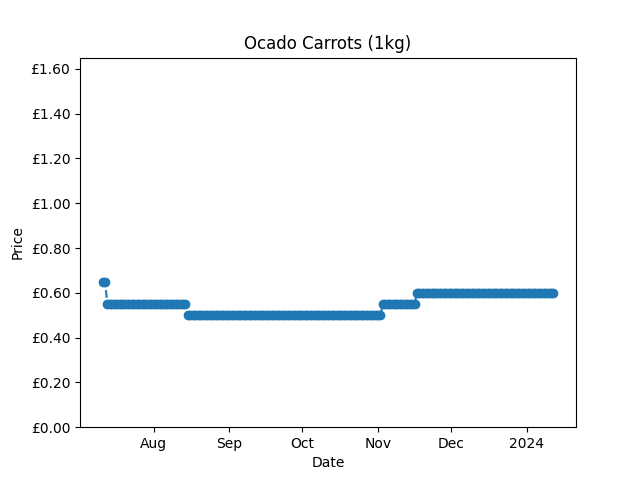 Ocado Carrots (1kg)
£1.60
£1.40
£1.20
£1.00
£0.80
£0.60
£0.40
£0.20
£0.00
Price
Aug Sep Oct Nov Dec 2024
Date